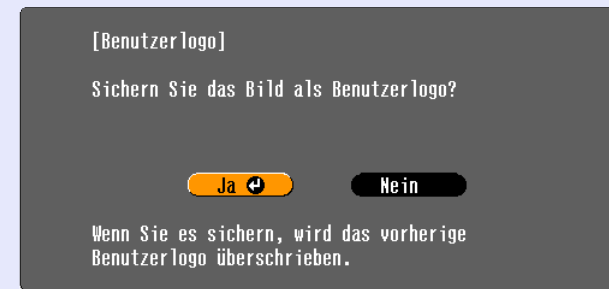 [Benutzerlogo]
Sichern Sie das Bild als Benutzerlogo?
Ja Nein
Wenn Sie es sichern, wird das vorherige
Benutzerlogo überschrieben.